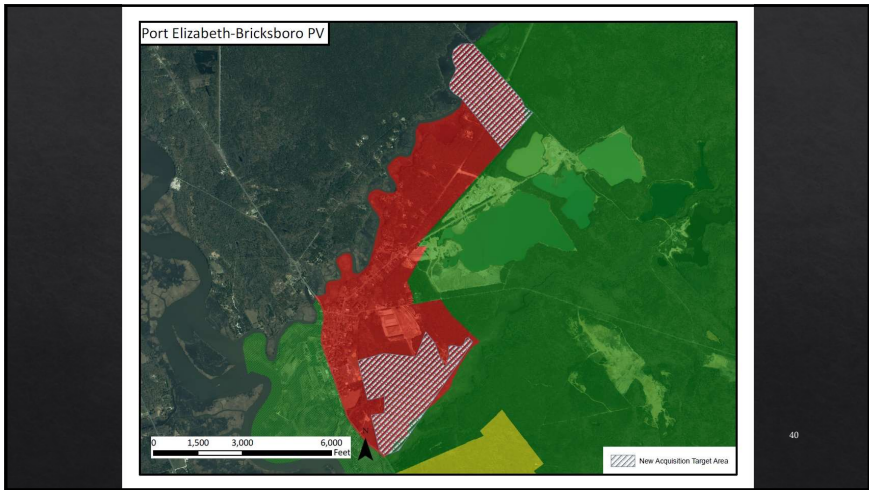 Port Elizabeth-Bricksboro PV
N
0 1,500 3,000 6,000
Feet
New Acquisition Target Area
40